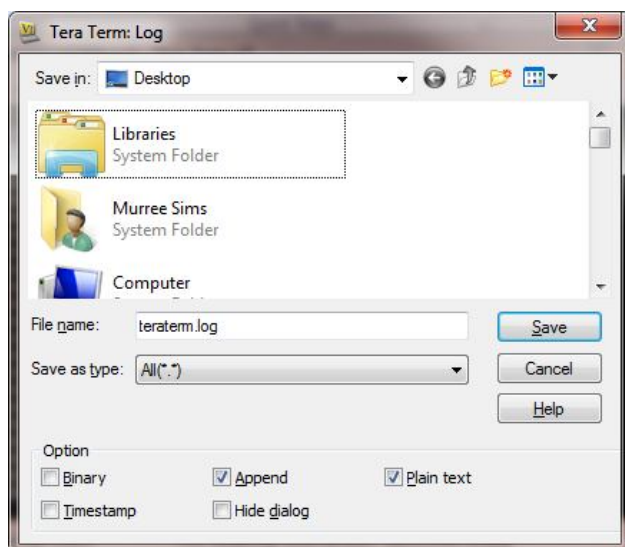 Tera Term: Log
Save in: Desktop
Libraries
System Folder
Murree Sims
System Folder
Computer
File name: teraterm.log Save
Save as type: All(*.*) Cancel
Help
Option
Binary Append Plain text
Timestamp Hide dialog